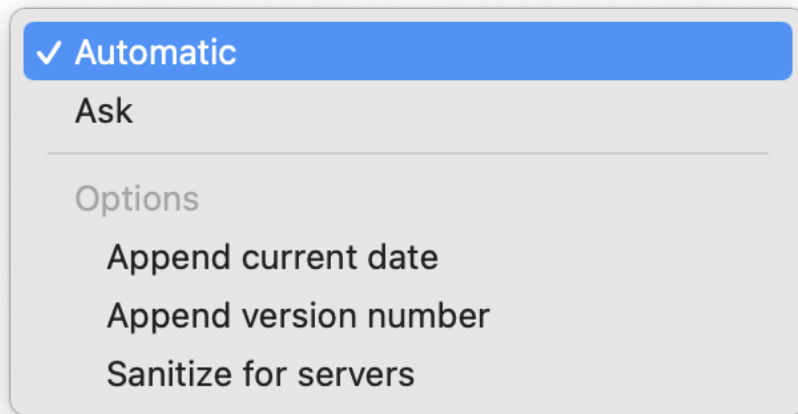 ✓ Automatic
Ask
Options
Append current date
Append version number
Sanitize for servers